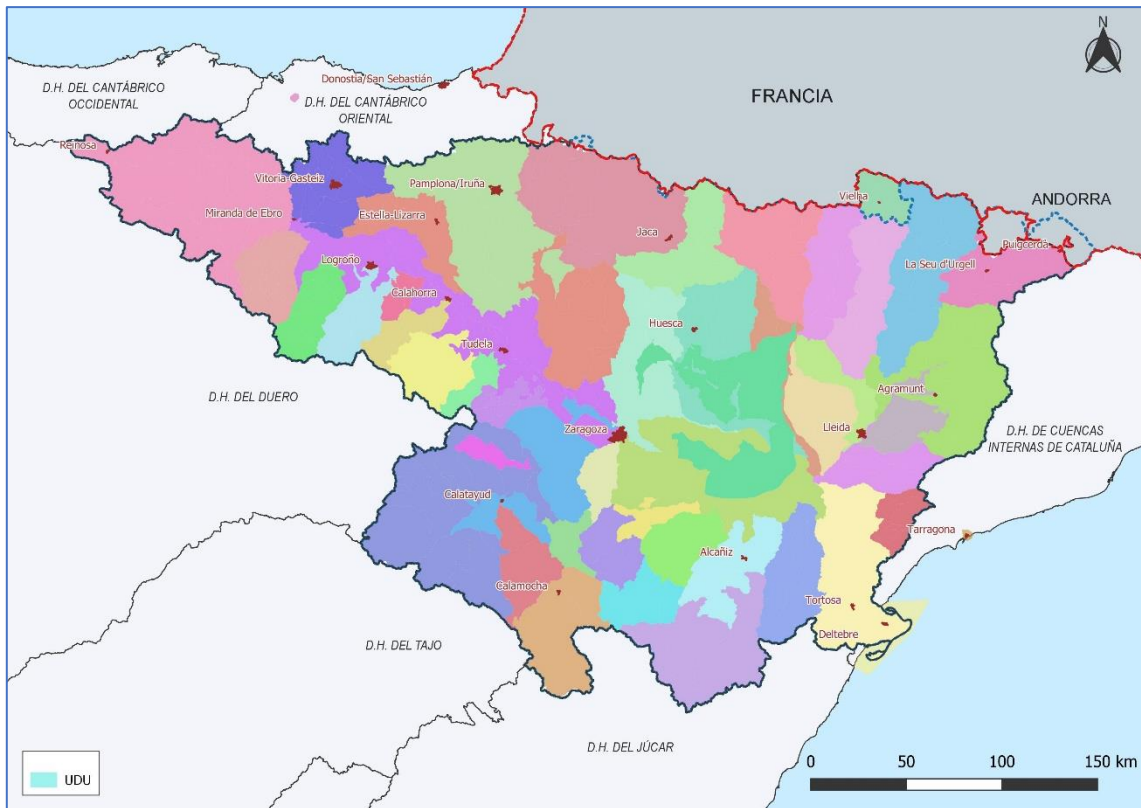 N
Donostia/San Sebastián
D.H. DEL CANTÁBRICO
OCCIDENTAL
D.H. DEL CANTÁBRICO
ORIENTAL
FRANCIA
Reinosa
Vitoria-Gasteiz
Pamplona/Iruña
Vielha
ANDORRA
Miranda de Ebro
Estella-Lizarra
Jaca
Puigcerdá
La Seu d'Urgell
Logroño
Calahorra
Huesca
Tudela
Agramunt
D.H. DEL DUERO
Zaragoza
Lleida
D.H. DE CUENCAS
INTERNAS DE CATALUÑA
Calatayud
Tarragona
Alcañiz
Calamocha
Tortosa
Deltebre
D.H. DEL TAJO
D.H. DEL JÚCAR
UDU
0 50 100 150 km